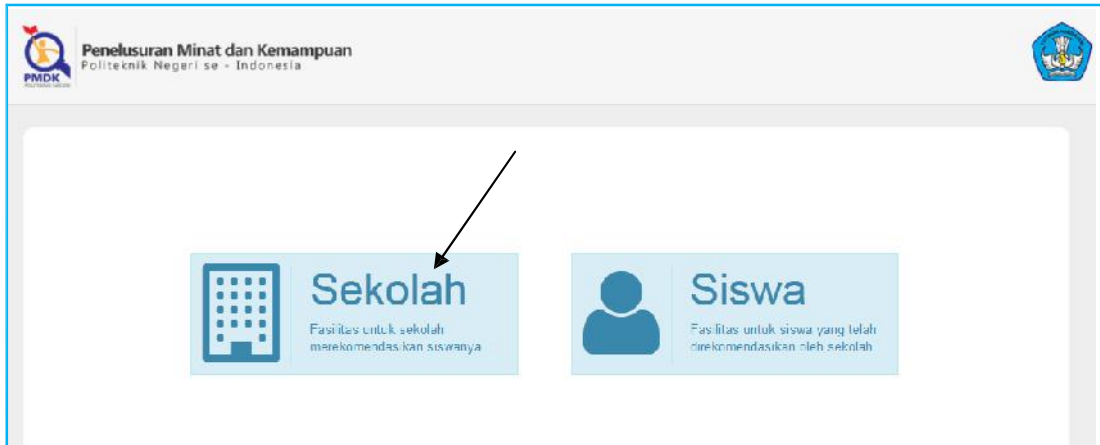 Penelusuran Minat dan Kemampuan
Politeknik Negeri se - Indonesia
PMDK
Sekolah
Fasilitas untuk sekolah
merekomendasikan siswanya
Siswa
Fasilitas untuk siswa yang telah
direkomendasikan oleh sekolah